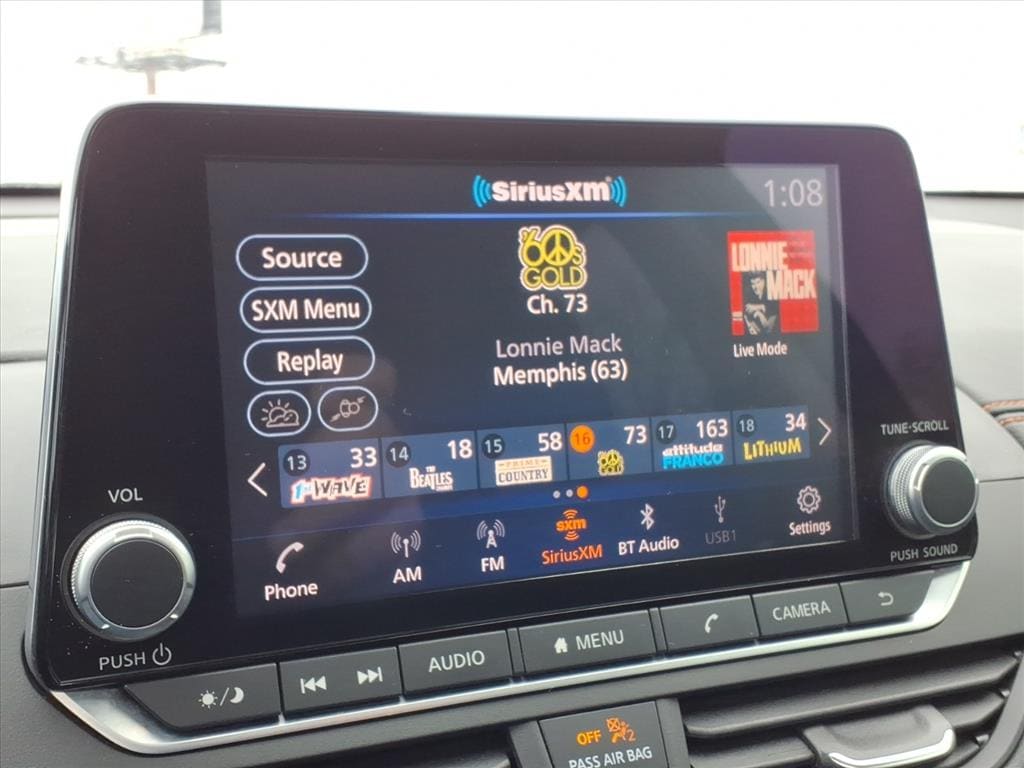 SiriusXM
1:08
Source
SXM Menu
Replay
'60s
GOLD
Ch. 73
Lonnie Mack
Memphis (63)
LONNIE
MACK
Live Mode
13 33
1st WAVE
14 18
THE
BEATLES
15 58
PRIME
COUNTRY
16 73
17 163
attitude
FRANCO
18 34
LITHIUM
Phone
AM
FM
sxm
SiriusXM
BT Audio
USB1
Settings
VOL
PUSH
TUNE·SCROLL
PUSH SOUND
AUDIO
MENU
CAMERA
OFF 2
PASS AIR BAG